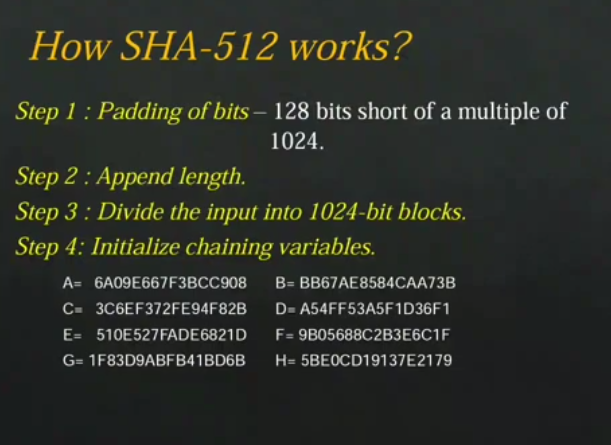 How SHA-512 works?
Step 1 : Padding of bits – 128 bits short of a multiple of
1024.
Step 2 : Append length.
Step 3 : Divide the input into 1024-bit blocks.
Step 4: Initialize chaining variables.
A= 6A09E667F3BCC908 B= BB67AE8584CAA73B
C= 3C6EF372FE94F82B D= A54FF53A5F1D36F1
E= 510E527FADE6821D F= 9B05688C2B3E6C1F
G= 1F83D9ABFB41BD6B H= 5BE0CD19137E2179